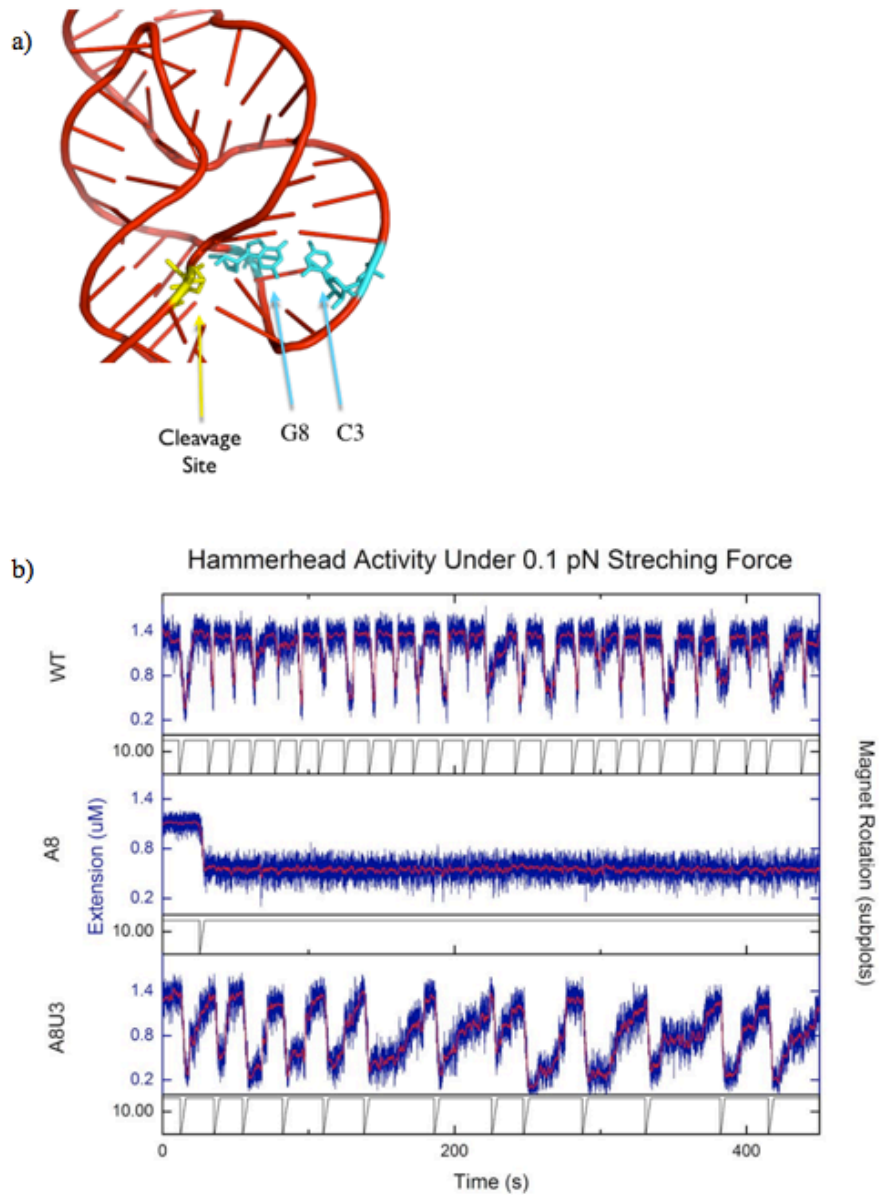 a)
Cleavage
Site
G8
C3
b)
Hammerhead Activity Under 0.1 pN Streching Force
WT
1.4
0.8
0.2
10.00
A8
Extension (uM)
1.4
0.8
0.2
10.00
Magnet Rotation (subplots)
A8U3
1.4
0.8
0.2
10.00
0
200
400
Time (s)